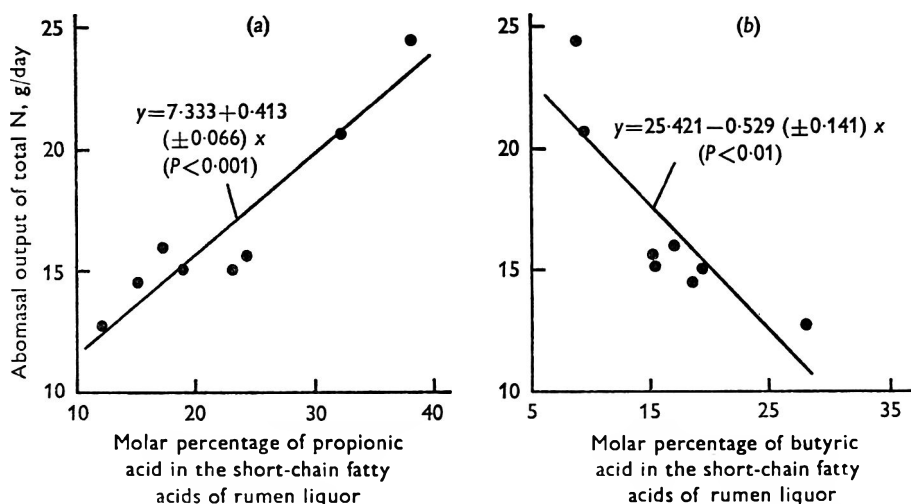 Abomasal output of total N, g/day
(a)
25
20
15
10
y=7·333+0·413
(±0·066) x
(P<0·001)
10 20 30 40
Molar percentage of propionic
acid in the short-chain fatty
acids of rumen liquor
(b)
25
20
15
10
y=25·421−0·529 (±0·141) x
(P<0·01)
5 15 25 35
Molar percentage of butyric
acid in the short-chain fatty
acids of rumen liquor